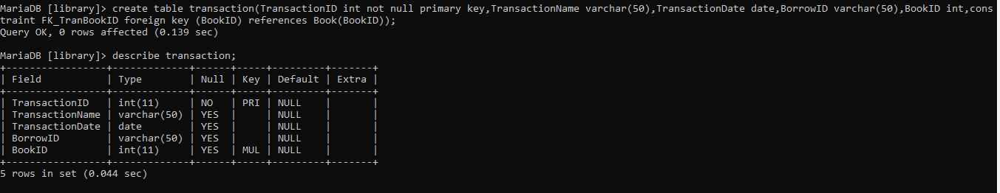 MariaDB [library]> create table transaction(TransactionID int not null primary key,TransactionName varchar(50),TransactionDate date,BorrowID varchar(50),BookID int,cons
traint FK_TranBookID foreign key (BookID) references Book(BookID));
Query OK, 0 rows affected (0.139 sec)

MariaDB [library]> describe transaction;
+-----------------+-------------+------+-----+---------+-------+
| Field           | Type        | Null | Key | Default | Extra |
+-----------------+-------------+------+-----+---------+-------+
| TransactionID   | int(11)     | NO   | PRI | NULL    |       |
| TransactionName | varchar(50) | YES  |     | NULL    |       |
| TransactionDate | date        | YES  |     | NULL    |       |
| BorrowID        | varchar(50) | YES  |     | NULL    |       |
| BookID          | int(11)     | YES  | MUL | NULL    |       |
+-----------------+-------------+------+-----+---------+-------+
5 rows in set (0.044 sec)